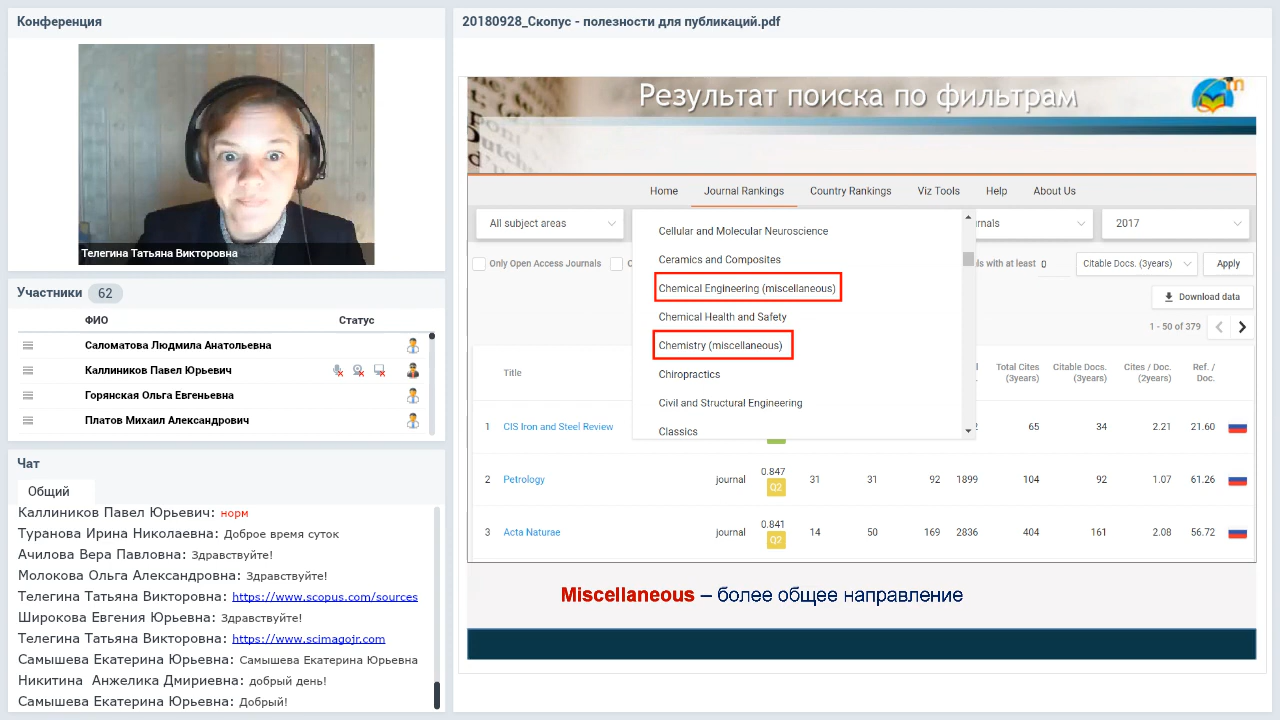 Конференция
Телегина Татьяна Викторовна
Участники 62
ФИО Статус
Саломатова Людмила Анатольевна
Каллиников Павел Юрьевич
Горянская Ольга Евгеньевна
Платов Михаил Александрович
Чат
Общий
Каллиников Павел Юрьевич: норм
Туранова Ирина Николаевна: Доброе время суток
Ачилова Вера Павловна: Здравствуйте!
Молокова Ольга Александровна: Здравствуйте!
Телегина Татьяна Викторовна: https://www.scopus.com/sources
Широкова Евгения Юрьевна: Здравствуйте!
Телегина Татьяна Викторовна: https://www.scimagojr.com
Самышева Екатерина Юрьевна: Самышева Екатерина Юрьевна
Никитина Анжелика Дмириевна: добрый день!
Самышева Екатерина Юрьевна: Добрый!
20180928_Скопус - полезности для публикаций.pdf
Результат поиска по фильтрам
Home Journal Rankings Country Rankings Viz Tools Help About Us
All subject areas rnals 2017
Cellular and Molecular Neuroscience
Only Open Access Journals Ceramics and Composites ls with at least 0 Citable Docs. (3years) Apply
Chemical Engineering (miscellaneous)
Download data
Chemical Health and Safety
1 - 50 of 379
Chemistry (miscellaneous)
Title Chiropractics Total Cites (3years) Citable Docs. (3years) Cites / Doc. (2years) Ref. / Doc.
Civil and Structural Engineering
1 CIS Iron and Steel Review 2 65 34 2.21 21.60
Classics
2 Petrology journal 0.847 Q2 31 31 92 1899 104 92 1.07 61.26
3 Acta Naturae journal 0.841 Q2 14 50 169 2836 404 161 2.08 56.72
Miscellaneous – более общее направление